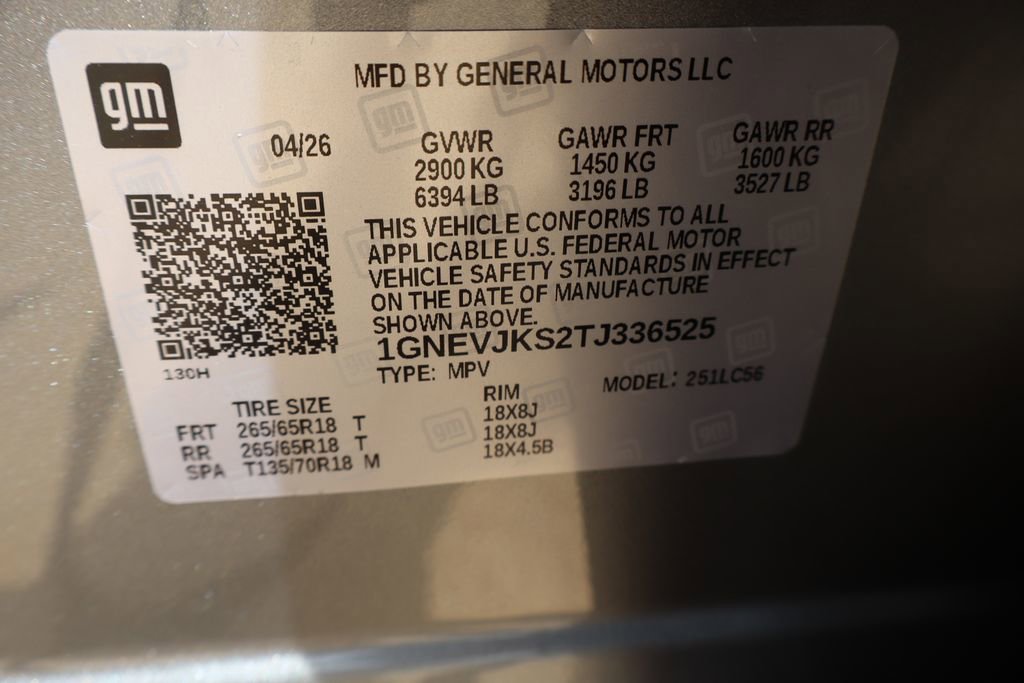 gm
MFD BY GENERAL MOTORS LLC
04/26
GVWR GAWR FRT GAWR RR
2900 KG 1450 KG 1600 KG
6394 LB 3196 LB 3527 LB
THIS VEHICLE CONFORMS TO ALL
APPLICABLE U.S. FEDERAL MOTOR
VEHICLE SAFETY STANDARDS IN EFFECT
ON THE DATE OF MANUFACTURE
SHOWN ABOVE.
1GNEVJKS2TJ336525
130H
TYPE: MPV MODEL: 251LC56
TIRE SIZE RIM
FRT 265/65R18 T 18X8J
RR 265/65R18 T 18X8J
SPA T135/70R18 M 18X4.5B